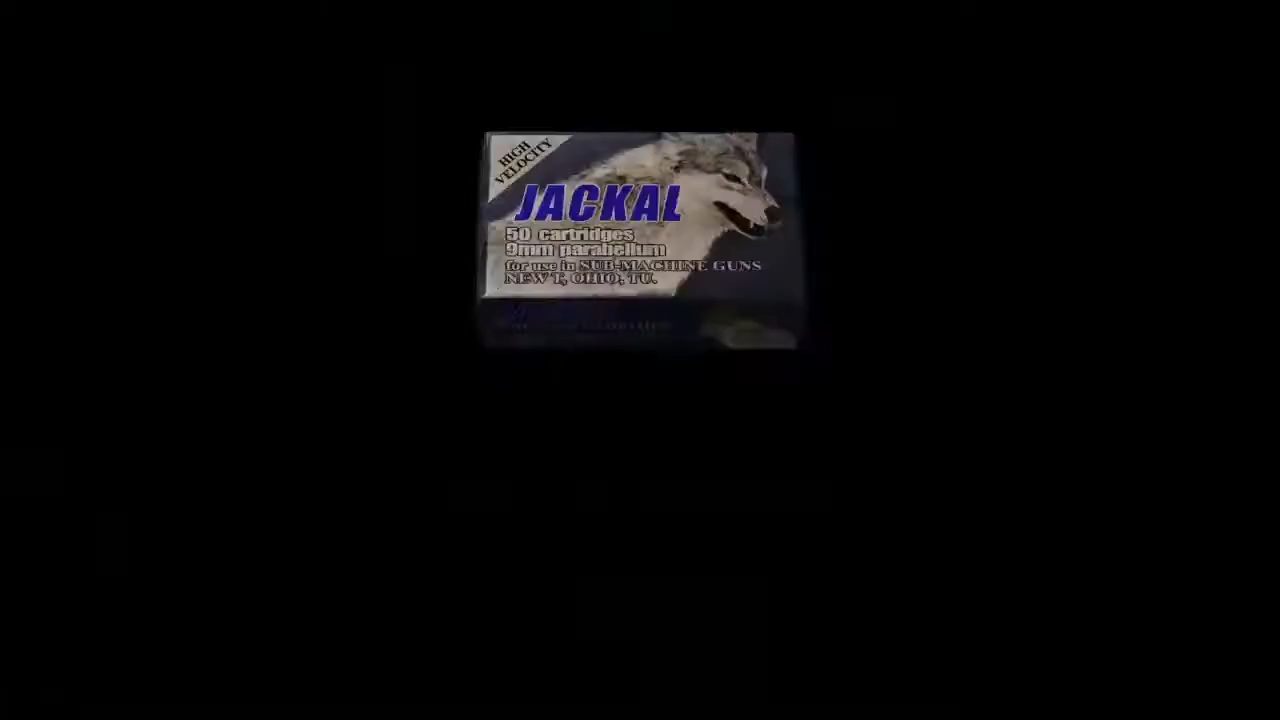 HIGH
VELOCITY
JACKAL
50 cartridges
9mm parabellum
for use in SUB-MACHINE GUNS
NEW T, OHIO, TU.